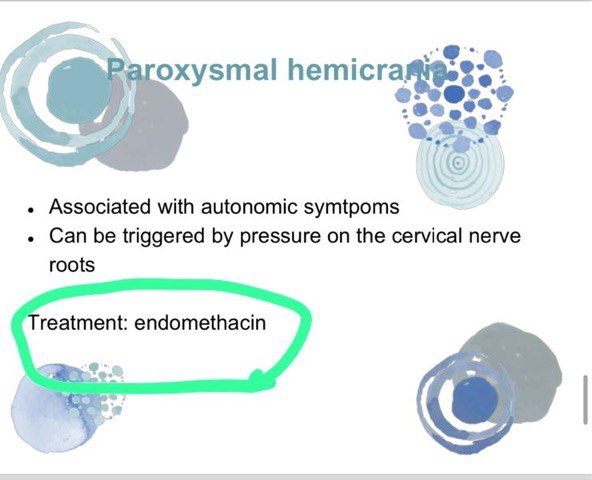 Paroxysmal hemicrania
• Associated with autonomic symtpoms
• Can be triggered by pressure on the cervical nerve
roots
Treatment: endomethacin